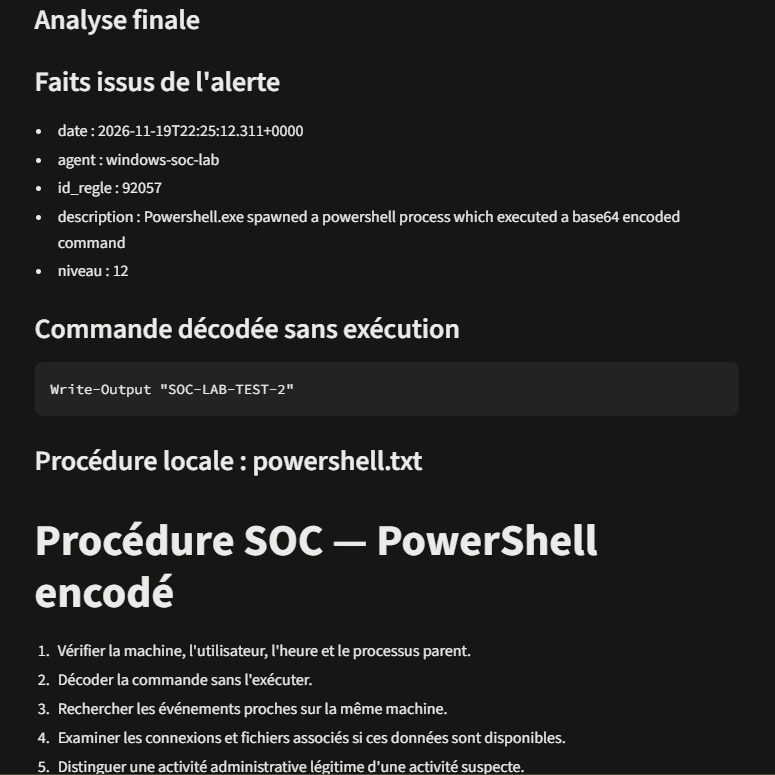 Analyse finale
Faits issus de l'alerte
• date : 2026-11-19T22:25:12.311+0000
• agent : windows-soc-lab
• id_regle : 92057
• description : Powershell.exe spawned a powershell process which executed a base64 encoded
command
• niveau : 12
Commande décodée sans exécution
Write-Output "SOC-LAB-TEST-2"
Procédure locale : powershell.txt
Procédure SOC — PowerShell
encodé
1. Vérifier la machine, l'utilisateur, l'heure et le processus parent.
2. Décoder la commande sans l'exécuter.
3. Rechercher les événements proches sur la même machine.
4. Examiner les connexions et fichiers associés si ces données sont disponibles.
5. Distinguer une activité administrative légitime d'une activité suspecte.